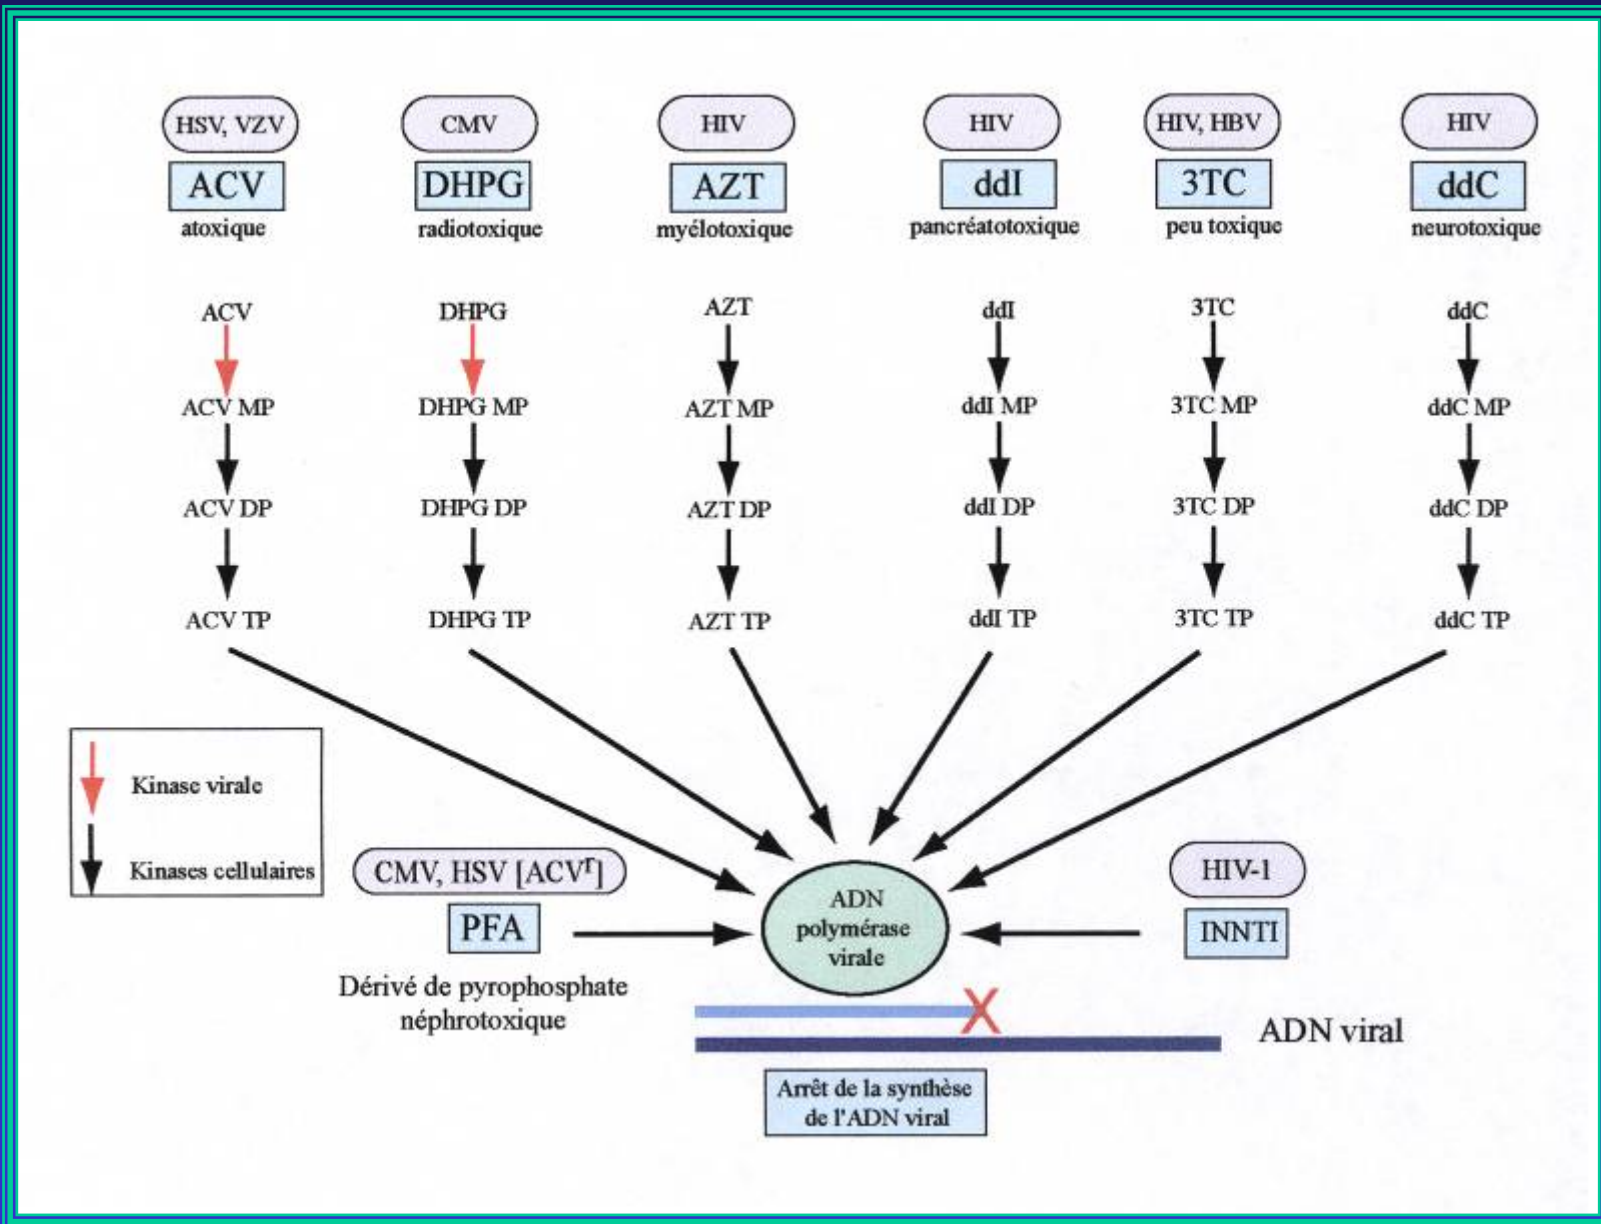 HSV, VZV
CMV
HIV
HIV
HIV, HBV
HIV
ACV
DHPG
AZT
ddI
3TC
ddC
atoxique
radiotoxique
myélotoxique
pancréatotoxique
peu toxique
neurotoxique
ACV
DHPG
AZT
ddI
3TC
ddC
ACV MP
DHPG MP
AZT MP
ddI MP
3TC MP
ddC MP
ACV DP
DHPG DP
AZT DP
ddI DP
3TC DP
ddC DP
ACV TP
DHPG TP
AZT TP
ddI TP
3TC TP
ddC TP
Kinase virale
Kinases cellulaires
CMV, HSV [ACVʳ]
PFA
Dérivé de pyrophosphate
néphrotoxique
ADN
polymérase
virale
HIV-1
INNTI
X
ADN viral
Arrêt de la synthèse
de l'ADN viral